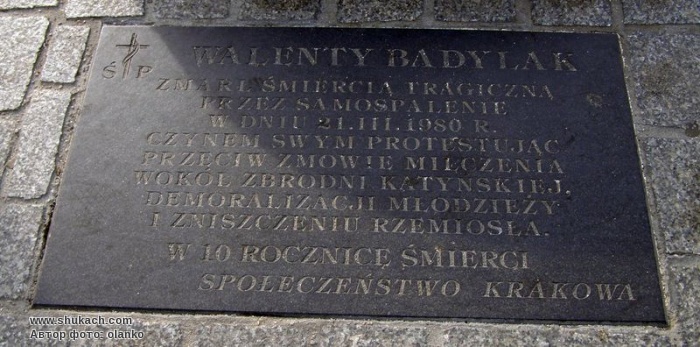 Ś P
WALENTY BADYLAK
ZMARŁ ŚMIERCIĄ TRAGICZNĄ
PRZEZ SAMOSPALENIE
W DNIU 21.III.1980 R.
CZYNEM SWYM PROTESTUJĄC
PRZECIW ZMOWIE MILCZENIA
WOKÓŁ ZBRODNI KATYŃSKIEJ,
DEMORALIZACJI MŁODZIEŻY
I ZNISZCZENIU RZEMIOSŁA.
W 10 ROCZNICĘ ŚMIERCI
SPOŁECZEŃSTWO KRAKOWA
www.shukach.com
Автор фото: olanko